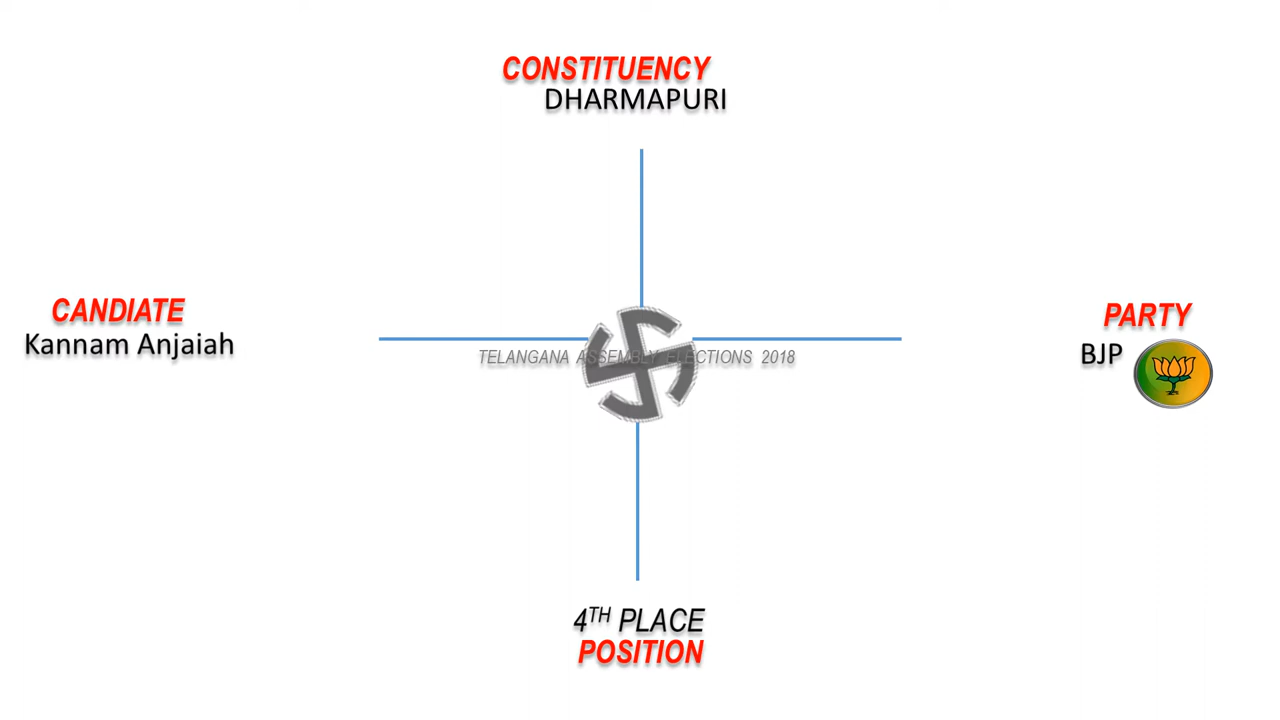 CONSTITUENCY
DHARMAPURI
CANDIATE
Kannam Anjaiah
PARTY
BJP
TELANGANA ASSEMBLY ELECTIONS 2018
4TH PLACE
POSITION